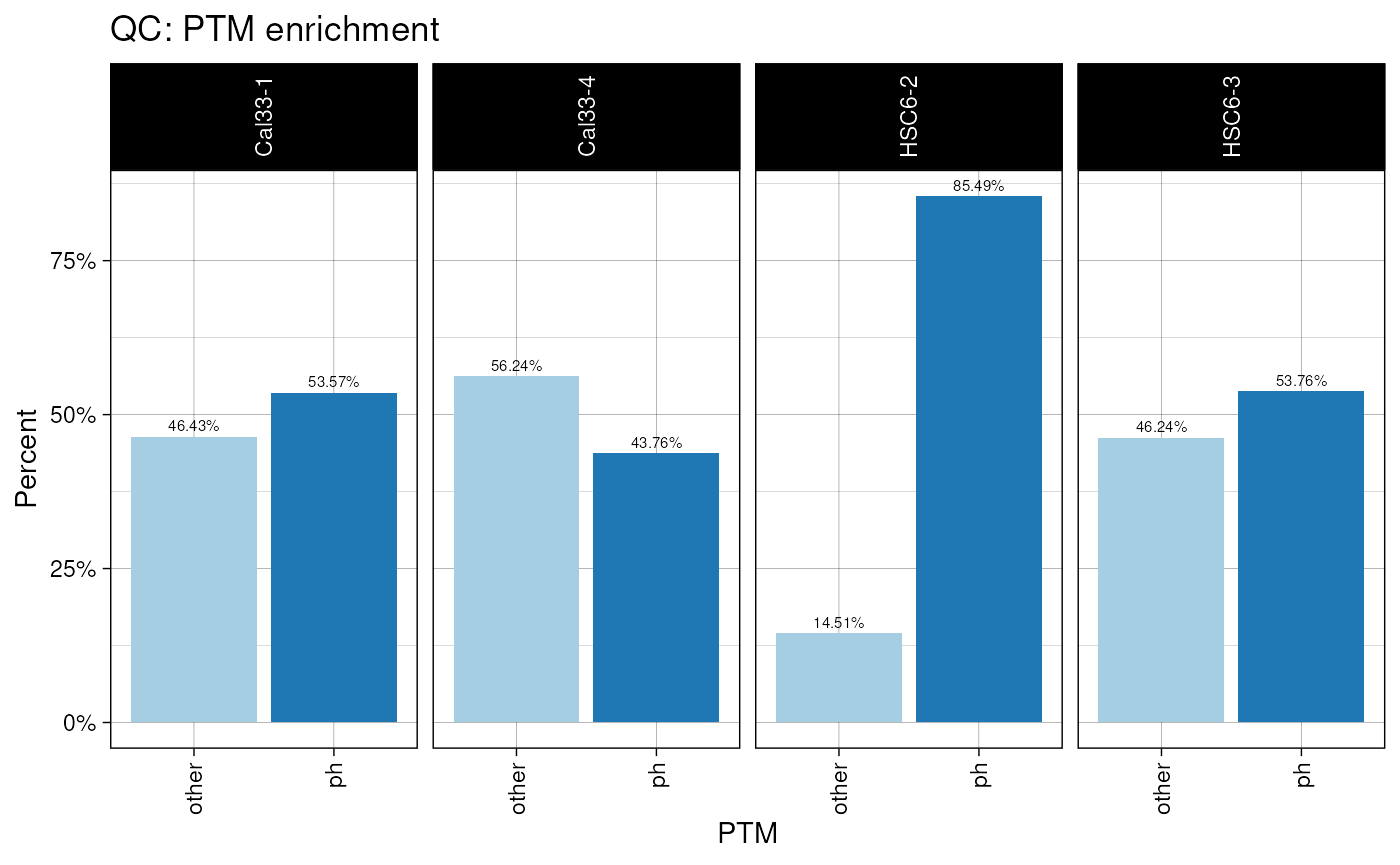 QC: PTM enrichment
Cal33-1
Cal33-4
HSC6-2
HSC6-3
Percent
75%
50%
25%
0%
46.43%
53.57%
56.24%
43.76%
14.51%
85.49%
46.24%
53.76%
other
ph
other
ph
other
ph
other
ph
PTM